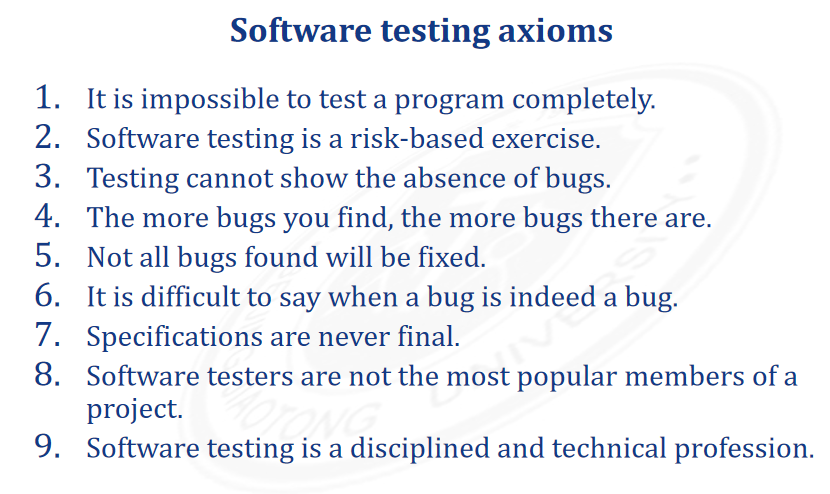 Software testing axioms
1. It is impossible to test a program completely.
2. Software testing is a risk-based exercise.
3. Testing cannot show the absence of bugs.
4. The more bugs you find, the more bugs there are.
5. Not all bugs found will be fixed.
6. It is difficult to say when a bug is indeed a bug.
7. Specifications are never final.
8. Software testers are not the most popular members of a
project.
9. Software testing is a disciplined and technical profession.
UNIVERSITY